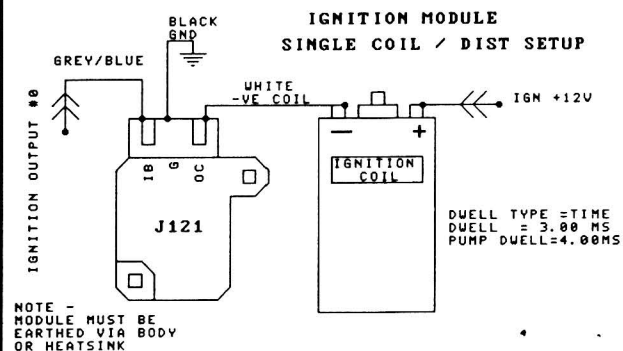 IGNITION MODULE
SINGLE COIL / DIST SETUP
BLACK
GND
GREY/BLUE
WHITE
-VE COIL
IGN +12V
IGNITION OUTPUT #0
IB
G
OC
J121
−
+
IGNITION
COIL
DWELL TYPE =TIME
DWELL = 3.00 MS
PUMP DWELL=4.00MS
NOTE -
MODULE MUST BE
EARTHED VIA BODY
OR HEATSINK